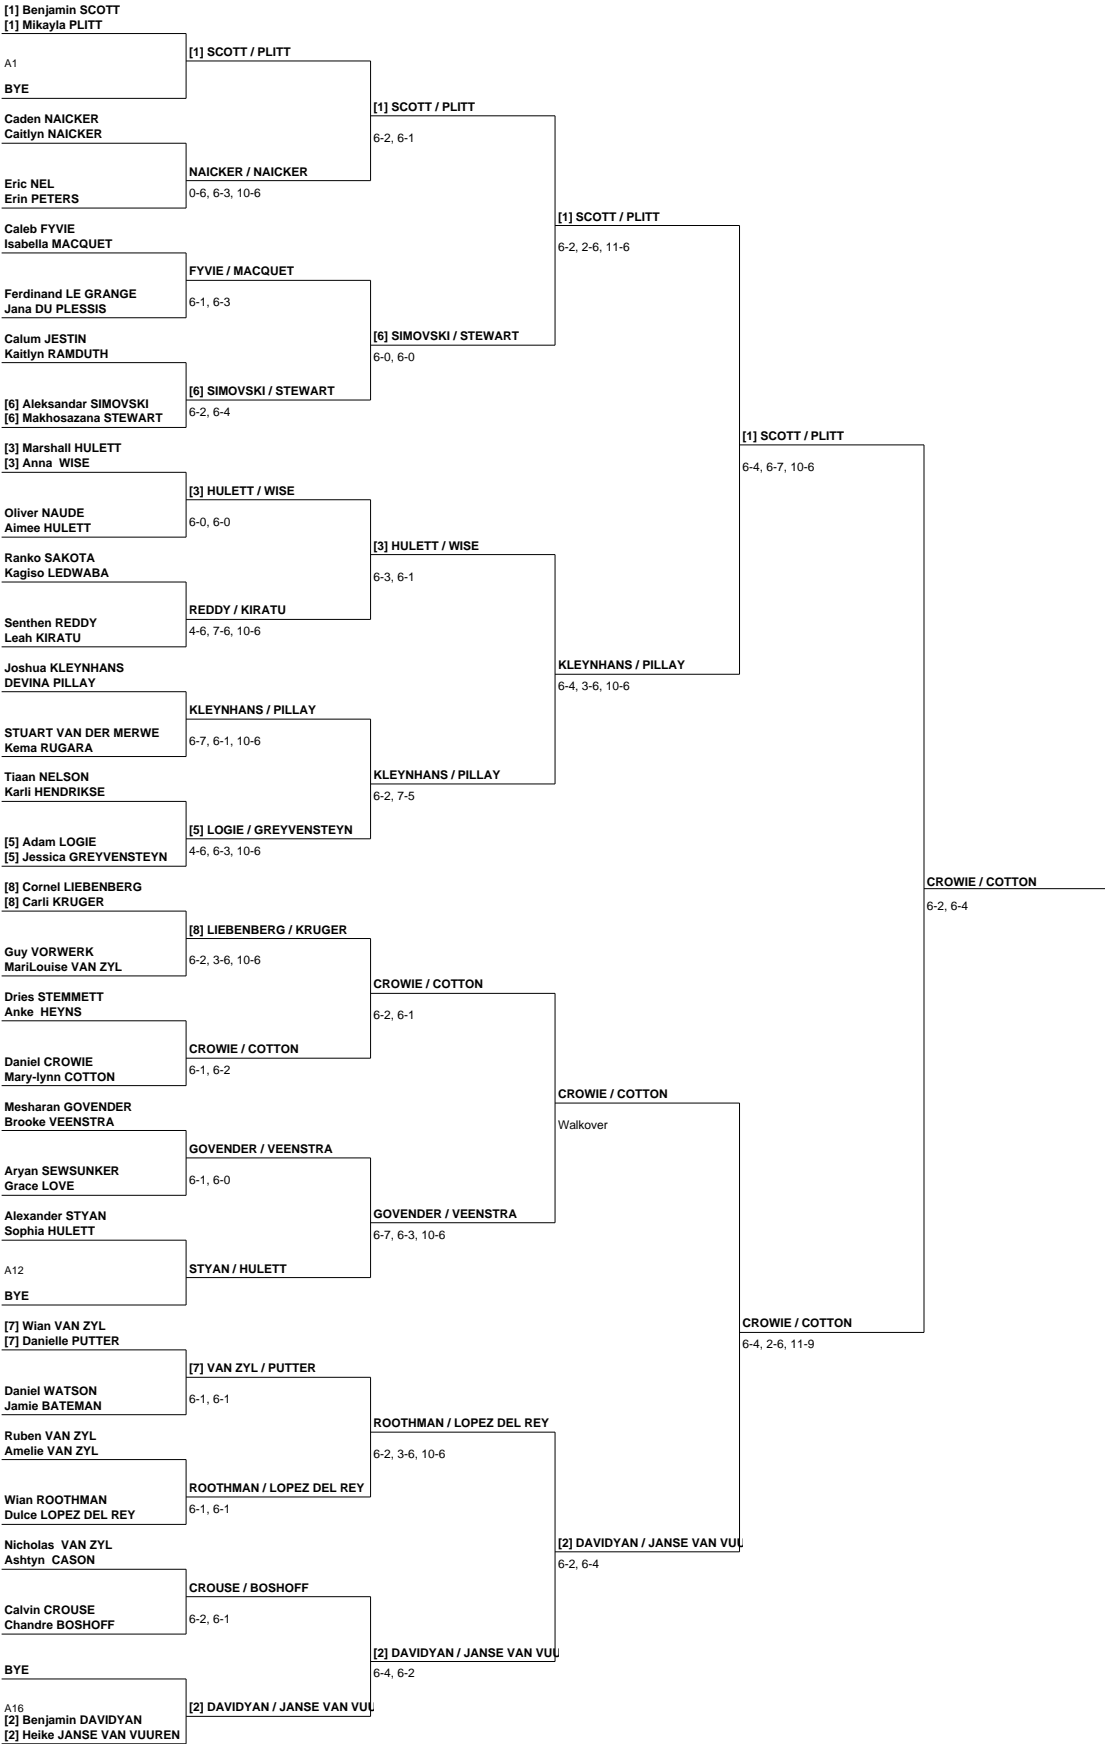 [1] Benjamin SCOTT
[1] Mikayla PLITT
A1
BYE
Caden NAICKER
Caitlyn NAICKER
Eric NEL
Erin PETERS
Caleb FYVIE
Isabella MACQUET
Ferdinand LE GRANGE
Jana DU PLESSIS
Calum JESTIN
Kaitlyn RAMDUTH
[6] Aleksandar SIMOVSKI
[6] Makhosazana STEWART
[3] Marshall HULETT
[3] Anna WISE
Oliver NAUDE
Aimee HULETT
Ranko SAKOTA
Kagiso LEDWABA
Senthen REDDY
Leah KIRATU
Joshua KLEYNHANS
DEVINA PILLAY
STUART VAN DER MERWE
Kema RUGARA
Tiaan NELSON
Karli HENDRIKSE
[5] Adam LOGIE
[5] Jessica GREYVENSTEYN
[8] Cornel LIEBENBERG
[8] Carli KRUGER
Guy VORWERK
MariLouise VAN ZYL
Dries STEMMETT
Anke HEYNS
Daniel CROWIE
Mary-lynn COTTON
Mesharan GOVENDER
Brooke VEENSTRA
Aryan SEWSUNKER
Grace LOVE
Alexander STYAN
Sophia HULETT
A12
BYE
[7] Wian VAN ZYL
[7] Danielle PUTTER
Daniel WATSON
Jamie BATEMAN
Ruben VAN ZYL
Amelie VAN ZYL
Wian ROOTHMAN
Dulce LOPEZ DEL REY
Nicholas VAN ZYL
Ashtyn CASON
Calvin CROUSE
Chandre BOSHOFF
BYE
A16
[2] Benjamin DAVIDYAN
[2] Heike JANSE VAN VUUREN
[1] SCOTT / PLITT
NAICKER / NAICKER
0-6, 6-3, 10-6
FYVIE / MACQUET
6-1, 6-3
[6] SIMOVSKI / STEWART
6-2, 6-4
[3] HULETT / WISE
6-0, 6-0
REDDY / KIRATU
4-6, 7-6, 10-6
KLEYNHANS / PILLAY
6-7, 6-1, 10-6
[5] LOGIE / GREYVENSTEYN
4-6, 6-3, 10-6
[8] LIEBENBERG / KRUGER
6-2, 3-6, 10-6
CROWIE / COTTON
6-1, 6-2
GOVENDER / VEENSTRA
6-1, 6-0
STYAN / HULETT
[7] VAN ZYL / PUTTER
6-1, 6-1
ROOTHMAN / LOPEZ DEL REY
6-1, 6-1
CROUSE / BOSHOFF
6-2, 6-1
[2] DAVIDYAN / JANSE VAN VUU
[1] SCOTT / PLITT
6-2, 6-1
[6] SIMOVSKI / STEWART
6-0, 6-0
[3] HULETT / WISE
6-3, 6-1
KLEYNHANS / PILLAY
6-2, 7-5
CROWIE / COTTON
6-2, 6-1
GOVENDER / VEENSTRA
6-7, 6-3, 10-6
ROOTHMAN / LOPEZ DEL REY
6-2, 3-6, 10-6
[2] DAVIDYAN / JANSE VAN VUU
6-4, 6-2
[1] SCOTT / PLITT
6-2, 2-6, 11-6
KLEYNHANS / PILLAY
6-4, 3-6, 10-6
CROWIE / COTTON
Walkover
[2] DAVIDYAN / JANSE VAN VUU
6-2, 6-4
[1] SCOTT / PLITT
6-4, 6-7, 10-6
CROWIE / COTTON
6-4, 2-6, 11-9
CROWIE / COTTON
6-2, 6-4